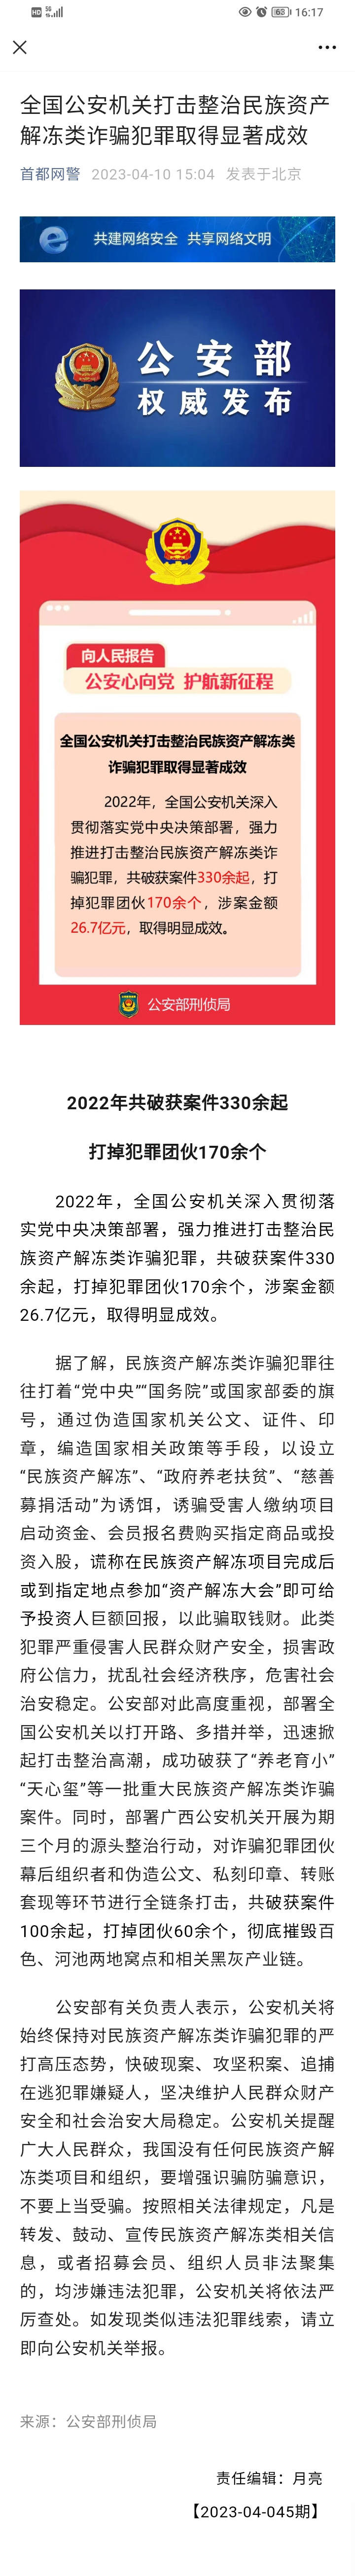 HD 5G 63 16:17
全国公安机关打击整治民族资产
解冻类诈骗犯罪取得显著成效
首都网警 2023-04-10 15:04 发表于北京
共建网络安全 共享网络文明
公安部
权威发布
向人民报告
公安心向党 护航新征程
全国公安机关打击整治民族资产解冻类
诈骗犯罪取得显著成效
2022年，全国公安机关深入
贯彻落实党中央决策部署，强力
推进打击整治民族资产解冻类诈
骗犯罪，共破获案件330余起，打
掉犯罪团伙170余个，涉案金额
26.7亿元，取得明显成效。
公安部刑侦局
2022年共破获案件330余起
打掉犯罪团伙170余个
2022年，全国公安机关深入贯彻落
实党中央决策部署，强力推进打击整治民
族资产解冻类诈骗犯罪，共破获案件330
余起，打掉犯罪团伙170余个，涉案金额
26.7亿元，取得明显成效。
据了解，民族资产解冻类诈骗犯罪往
往打着“党中央”“国务院”或国家部委的旗
号，通过伪造国家机关公文、证件、印
章，编造国家相关政策等手段，以设立
“民族资产解冻”、“政府养老扶贫”、“慈善
募捐活动”为诱饵，诱骗受害人缴纳项目
启动资金、会员报名费购买指定商品或投
资入股，谎称在民族资产解冻项目完成后
或到指定地点参加“资产解冻大会”即可给
予投资人巨额回报，以此骗取钱财。此类
犯罪严重侵害人民群众财产安全，损害政
府公信力，扰乱社会经济秩序，危害社会
治安稳定。公安部对此高度重视，部署全
国公安机关以打开路、多措并举，迅速掀
起打击整治高潮，成功破获了“养老育小”
“天心玺”等一批重大民族资产解冻类诈骗
案件。同时，部署广西公安机关开展为期
三个月的源头整治行动，对诈骗犯罪团伙
幕后组织者和伪造公文、私刻印章、转账
套现等环节进行全链条打击，共破获案件
100余起，打掉团伙60余个，彻底摧毁百
色、河池两地窝点和相关黑灰产业链。
公安部有关负责人表示，公安机关将
始终保持对民族资产解冻类诈骗犯罪的严
打高压态势，快破现案、攻坚积案、追捕
在逃犯罪嫌疑人，坚决维护人民群众财产
安全和社会治安大局稳定。公安机关提醒
广大人民群众，我国没有任何民族资产解
冻类项目和组织，要增强识骗防骗意识，
不要上当受骗。按照相关法律规定，凡是
转发、鼓动、宣传民族资产解冻类相关信
息，或者招募会员、组织人员非法聚集
的，均涉嫌违法犯罪，公安机关将依法严
厉查处。如发现类似违法犯罪线索，请立
即向公安机关举报。
来源：公安部刑侦局
责任编辑：月亮
【2023-04-045期】